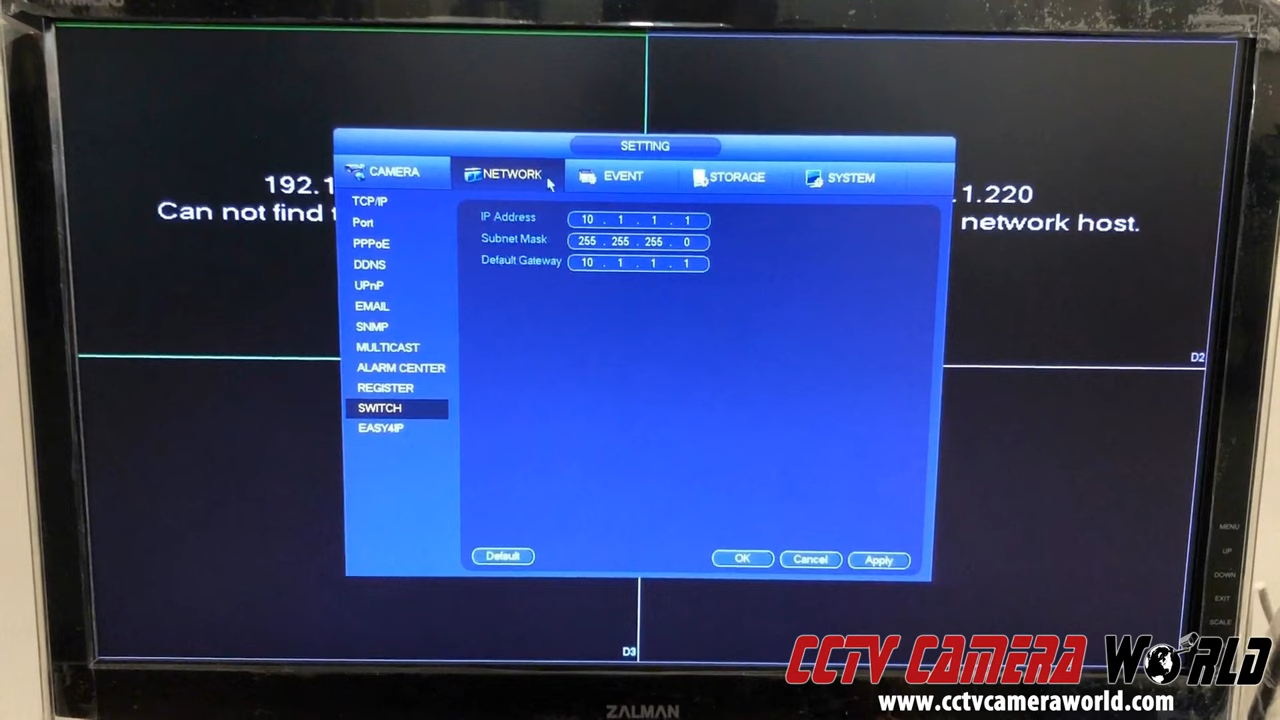 SETTING
CAMERA NETWORK EVENT STORAGE SYSTEM
192.1
Can not find
.1.220
network host.
TCP/IP
Port
PPPoE
DDNS
UPnP
EMAIL
SNMP
MULTICAST
ALARM CENTER
REGISTER
SWITCH
EASY4IP
IP Address 10 . 1 . 1 . 1
Subnet Mask 255 . 255 . 255 . 0
Default Gateway 10 . 1 . 1 . 1
Default OK Cancel Apply
D2
D3
MENU
UP
DOWN
EXIT
SCALE
ZALMAN
CCTV CAMERA WORLD
www.cctvcameraworld.com